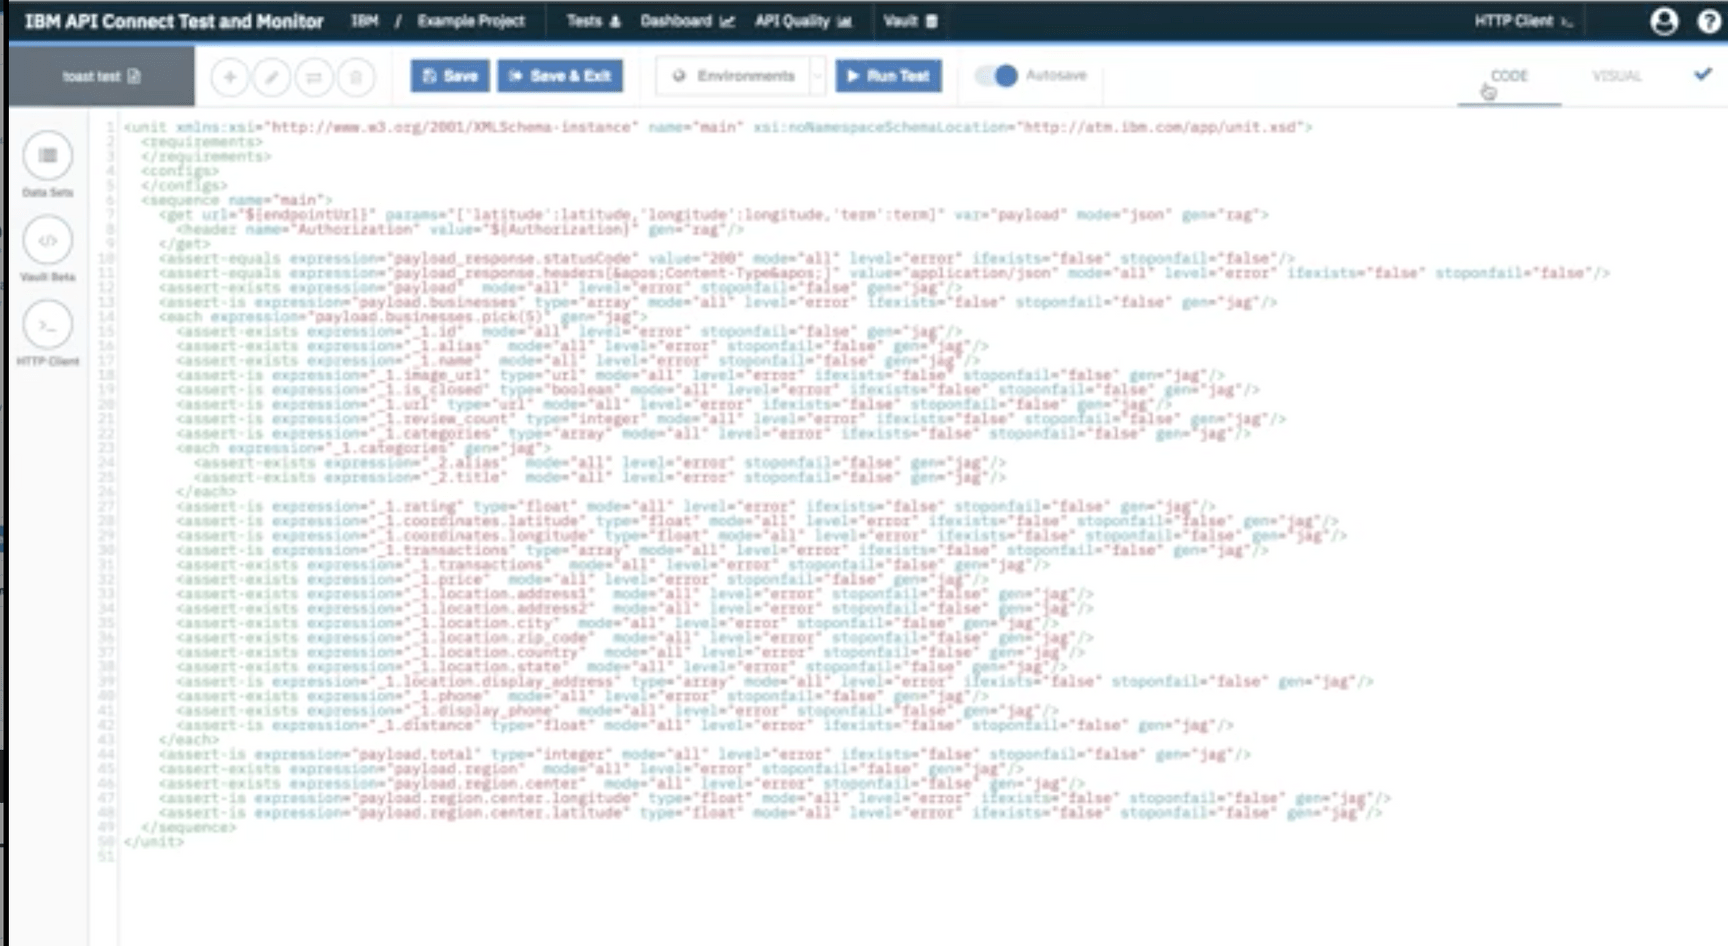 IBM API Connect Test and Monitor IBM / Example Project Tests Dashboard API Quality Vault HTTP Client >_ ?
toast test + Save Save & Exit Environments Run Test Autosave CODE VISUAL
Data Sets
Vault Beta
HTTP Client
1 <unit xmlns:xsi="http://www.w3.org/2001/XMLSchema-instance" name="main" xsi:noNamespaceSchemaLocation="http://atm.ibm.com/app/unit.xsd">
2 <requirements>
3 </requirements>
4 <configs>
5 </configs>
6 <sequence name="main">
7 <get url="${endpointUrl}" params="['latitude':latitude,'longitude':longitude,'term':term]" var="payload" mode="json" gen="rag">
8 <header name="Authorization" value="${Authorization}" gen="rag"/>
9 </get>
10 <assert-equals expression="payload_response.statusCode" value="200" mode="all" level="error" ifexists="false" stoponfail="false"/>
11 <assert-equals expression="payload_response.headers[&apos;Content-Type&apos;]" value="application/json" mode="all" level="error" ifexists="false" stoponfail="false"/>
12 <assert-exists expression="payload" mode="all" level="error" stoponfail="false" gen="jag"/>
13 <assert-is expression="payload.businesses" type="array" mode="all" level="error" ifexists="false" stoponfail="false" gen="jag"/>
14 <each expression="payload.businesses.pick(5)" gen="jag">
15 <assert-exists expression="_1.id" mode="all" level="error" stoponfail="false" gen="jag"/>
16 <assert-exists expression="_1.alias" mode="all" level="error" stoponfail="false" gen="jag"/>
17 <assert-exists expression="_1.name" mode="all" level="error" stoponfail="false" gen="jag"/>
18 <assert-is expression="_1.image_url" type="url" mode="all" level="error" ifexists="false" stoponfail="false" gen="jag"/>
19 <assert-is expression="_1.is_closed" type="boolean" mode="all" level="error" ifexists="false" stoponfail="false" gen="jag"/>
20 <assert-is expression="_1.url" type="url" mode="all" level="error" ifexists="false" stoponfail="false" gen="jag"/>
21 <assert-is expression="_1.review_count" type="integer" mode="all" level="error" ifexists="false" stoponfail="false" gen="jag"/>
22 <assert-is expression="_1.categories" type="array" mode="all" level="error" ifexists="false" stoponfail="false" gen="jag"/>
23 <each expression="_1.categories" gen="jag">
24 <assert-exists expression="_2.alias" mode="all" level="error" stoponfail="false" gen="jag"/>
25 <assert-exists expression="_2.title" mode="all" level="error" stoponfail="false" gen="jag"/>
26 </each>
27 <assert-is expression="_1.rating" type="float" mode="all" level="error" ifexists="false" stoponfail="false" gen="jag"/>
28 <assert-is expression="_1.coordinates.latitude" type="float" mode="all" level="error" ifexists="false" stoponfail="false" gen="jag"/>
29 <assert-is expression="_1.coordinates.longitude" type="float" mode="all" level="error" ifexists="false" stoponfail="false" gen="jag"/>
30 <assert-is expression="_1.transactions" type="array" mode="all" level="error" ifexists="false" stoponfail="false" gen="jag"/>
31 <assert-exists expression="_1.transactions" mode="all" level="error" stoponfail="false" gen="jag"/>
32 <assert-exists expression="_1.price" mode="all" level="error" stoponfail="false" gen="jag"/>
33 <assert-exists expression="_1.location.address1" mode="all" level="error" stoponfail="false" gen="jag"/>
34 <assert-exists expression="_1.location.address2" mode="all" level="error" stoponfail="false" gen="jag"/>
35 <assert-exists expression="_1.location.city" mode="all" level="error" stoponfail="false" gen="jag"/>
36 <assert-exists expression="_1.location.zip_code" mode="all" level="error" stoponfail="false" gen="jag"/>
37 <assert-exists expression="_1.location.country" mode="all" level="error" stoponfail="false" gen="jag"/>
38 <assert-exists expression="_1.location.state" mode="all" level="error" stoponfail="false" gen="jag"/>
39 <assert-is expression="_1.location.display_address" type="array" mode="all" level="error" ifexists="false" stoponfail="false" gen="jag"/>
40 <assert-exists expression="_1.phone" mode="all" level="error" stoponfail="false" gen="jag"/>
41 <assert-exists expression="_1.display_phone" mode="all" level="error" stoponfail="false" gen="jag"/>
42 <assert-is expression="_1.distance" type="float" mode="all" level="error" ifexists="false" stoponfail="false" gen="jag"/>
43 </each>
44 <assert-is expression="payload.total" type="integer" mode="all" level="error" ifexists="false" stoponfail="false" gen="jag"/>
45 <assert-exists expression="payload.region" mode="all" level="error" stoponfail="false" gen="jag"/>
46 <assert-exists expression="payload.region.center" mode="all" level="error" stoponfail="false" gen="jag"/>
47 <assert-is expression="payload.region.center.longitude" type="float" mode="all" level="error" ifexists="false" stoponfail="false" gen="jag"/>
48 <assert-is expression="payload.region.center.latitude" type="float" mode="all" level="error" ifexists="false" stoponfail="false" gen="jag"/>
49 </sequence>
50 </unit>
51